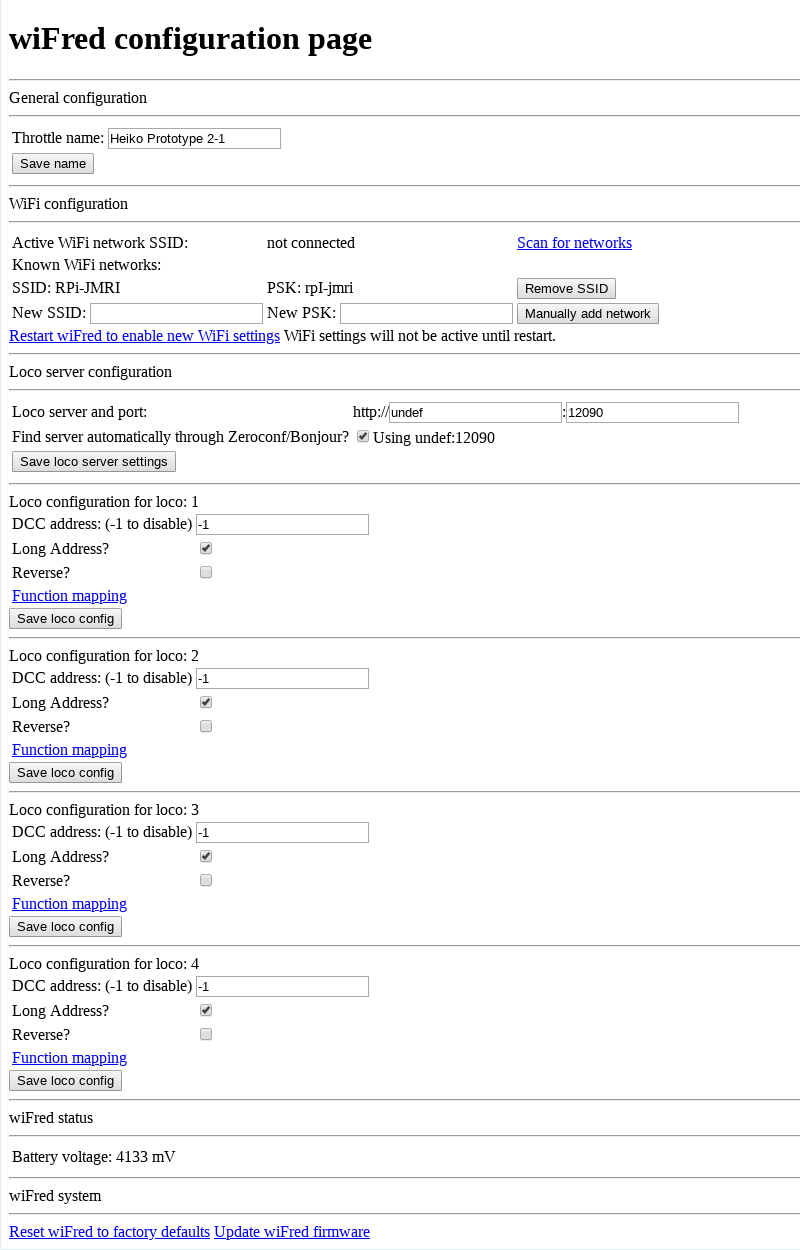 wiFred configuration page
General configuration
Throttle name: Heiko Prototype 2-1
Save name
WiFi configuration
Active WiFi network SSID: not connected Scan for networks
Known WiFi networks:
SSID: RPi-JMRI PSK: rpI-jmri Remove SSID
New SSID: New PSK: Manually add network
Restart wiFred to enable new WiFi settings WiFi settings will not be active until restart.
Loco server configuration
Loco server and port: http://undef:12090
Find server automatically through Zeroconf/Bonjour? Using undef:12090
Save loco server settings
Loco configuration for loco: 1
DCC address: (-1 to disable) -1
Long Address?
Reverse?
Function mapping
Save loco config
Loco configuration for loco: 2
DCC address: (-1 to disable) -1
Long Address?
Reverse?
Function mapping
Save loco config
Loco configuration for loco: 3
DCC address: (-1 to disable) -1
Long Address?
Reverse?
Function mapping
Save loco config
Loco configuration for loco: 4
DCC address: (-1 to disable) -1
Long Address?
Reverse?
Function mapping
Save loco config
wiFred status
Battery voltage: 4133 mV
wiFred system
Reset wiFred to factory defaults Update wiFred firmware